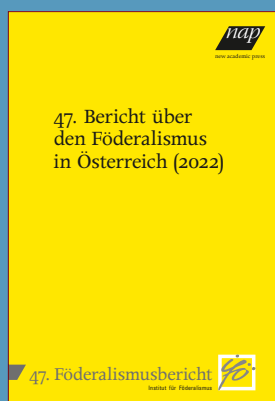 nap
new academic press
47. Bericht über
den Föderalismus
in Österreich (2022)
47. Föderalismusbericht
Institut für Föderalismus